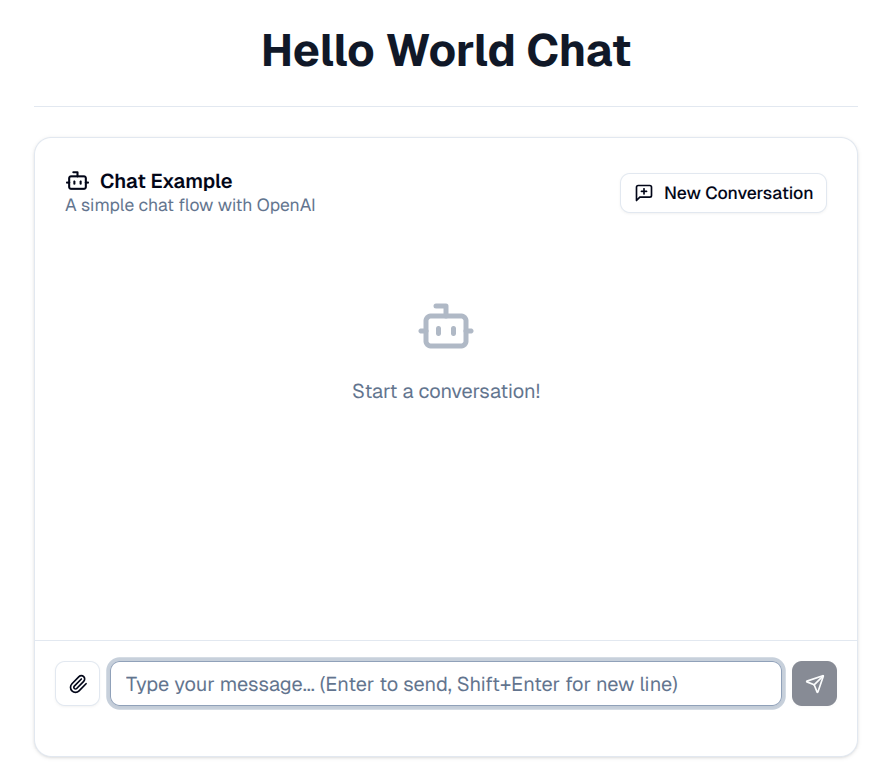 Hello World Chat
Chat Example
A simple chat flow with OpenAI
New Conversation
Start a conversation!
Type your message... (Enter to send, Shift+Enter for new line)